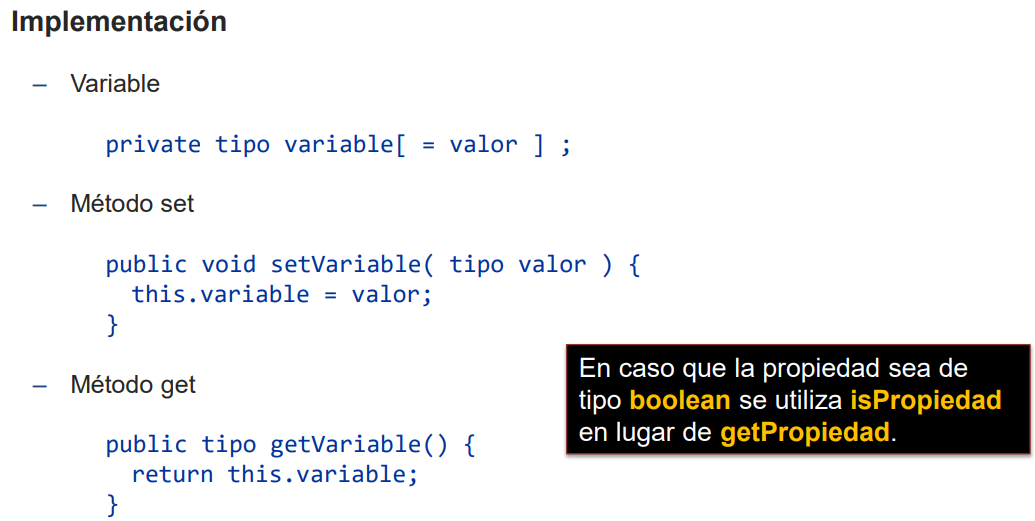 Implementación
– Variable
private tipo variable[ = valor ] ;
– Método set
public void setVariable( tipo valor ) {
this.variable = valor;
}
– Método get
public tipo getVariable() {
return this.variable;
}
En caso que la propiedad sea de
tipo boolean se utiliza isPropiedad
en lugar de getPropiedad.